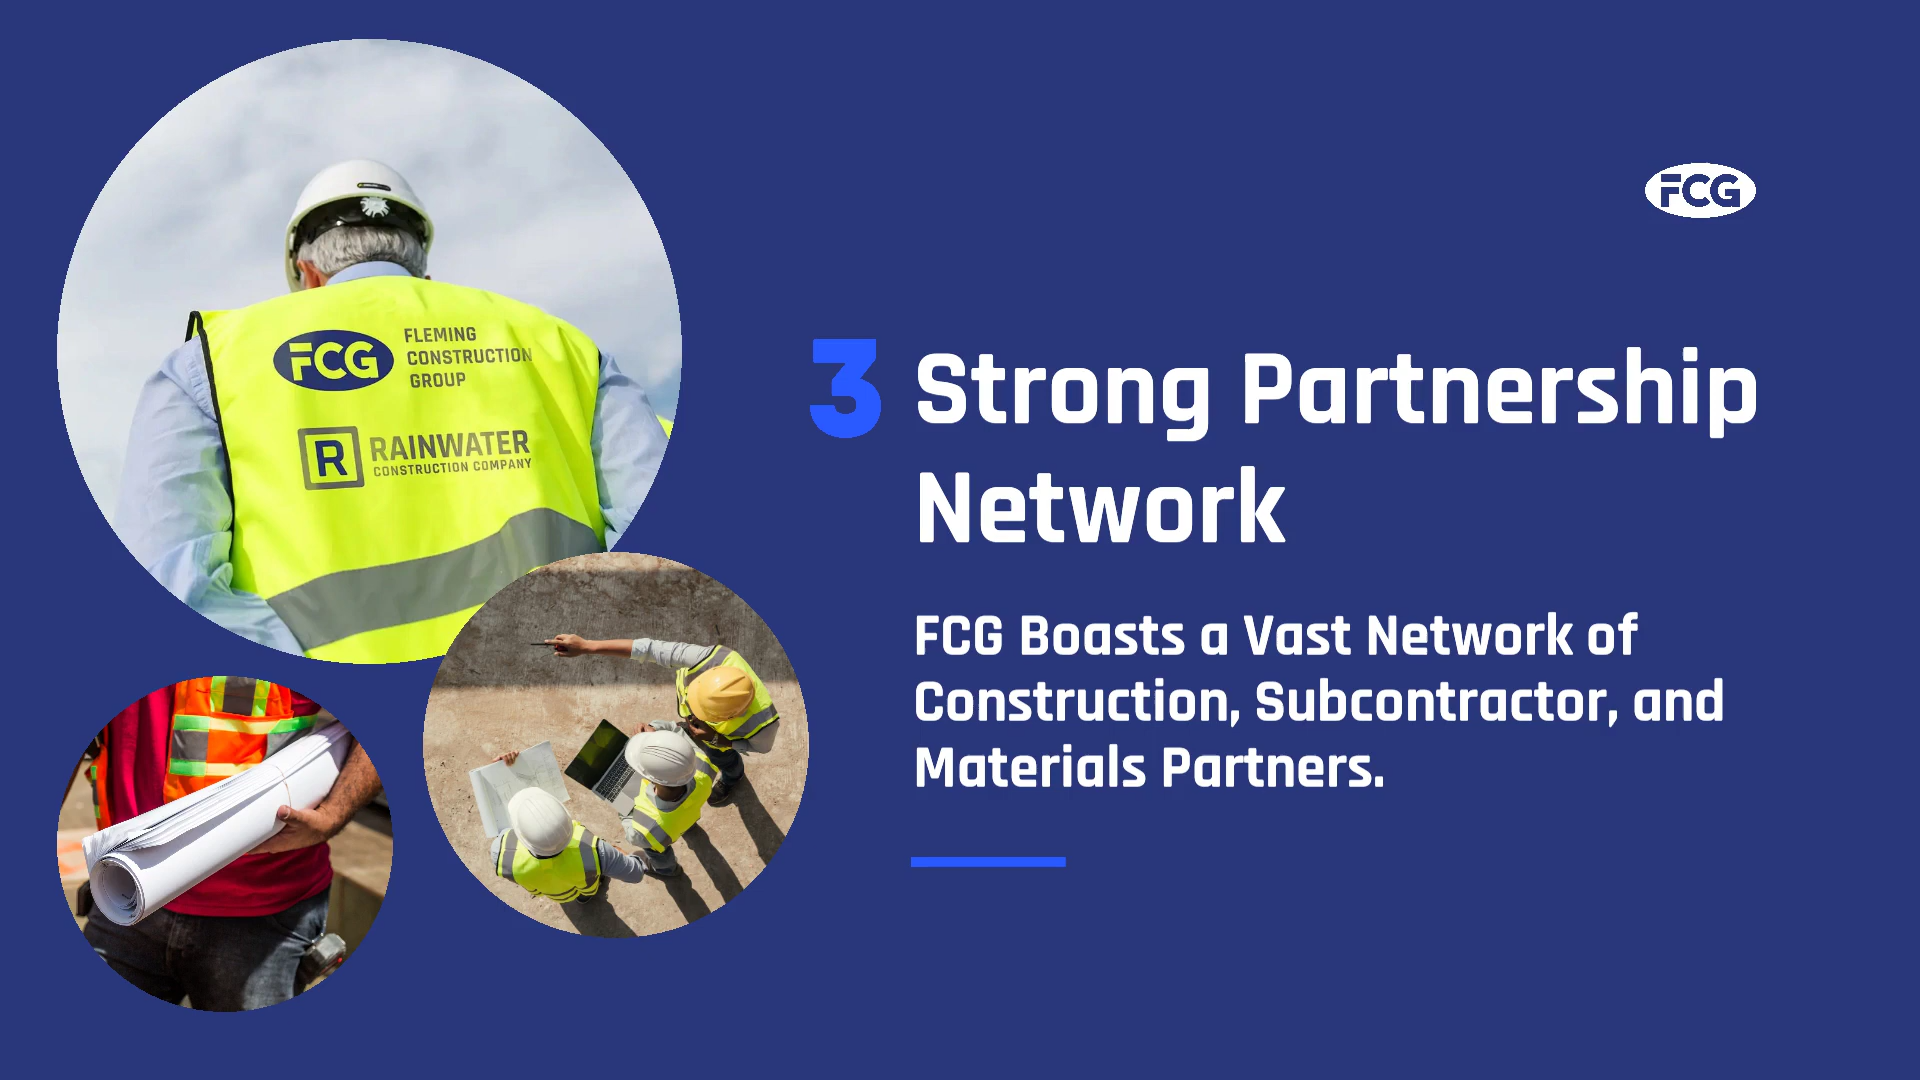 FCG
FLEMING
CONSTRUCTION
GROUP
R
RAINWATER
CONSTRUCTION COMPANY
FCG
3 Strong Partnership
Network
FCG Boasts a Vast Network of
Construction, Subcontractor, and
Materials Partners.